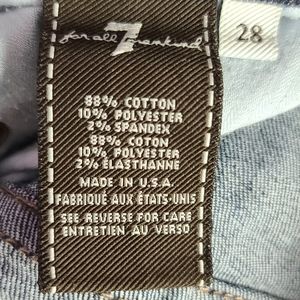 7
for all mankind
28
88% COTTON
10% POLYESTER
2% SPANDEX
88% COTON
10% POLYESTER
2% ELASTHANNE
MADE IN U.S.A.
FABRIQUÉ AUX ÉTATS-UNIS
SEE REVERSE FOR CARE
ENTRETIEN AU VERSO